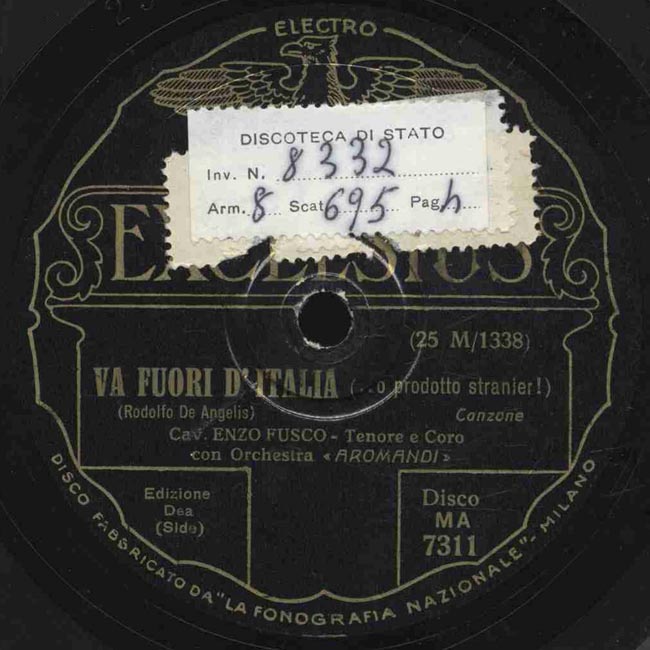 ELECTRO
DISCOTECA DI STATO
Inv. N. 8332
Arm. 8 Scat. 695 Pag. h
EXCELSIUS
(25 M/1338)
VA FUORI D'ITALIA (...o prodotto stranier!)
(Rodolfo De Angelis) Canzone
Cav. ENZO FUSCO - Tenore e Coro
con Orchestra «AROMANDI»
Edizione
Dea
(Side)
Disco
MA
7311
DISCO FABBRICATO DA "LA FONOGRAFIA NAZIONALE" - MILANO